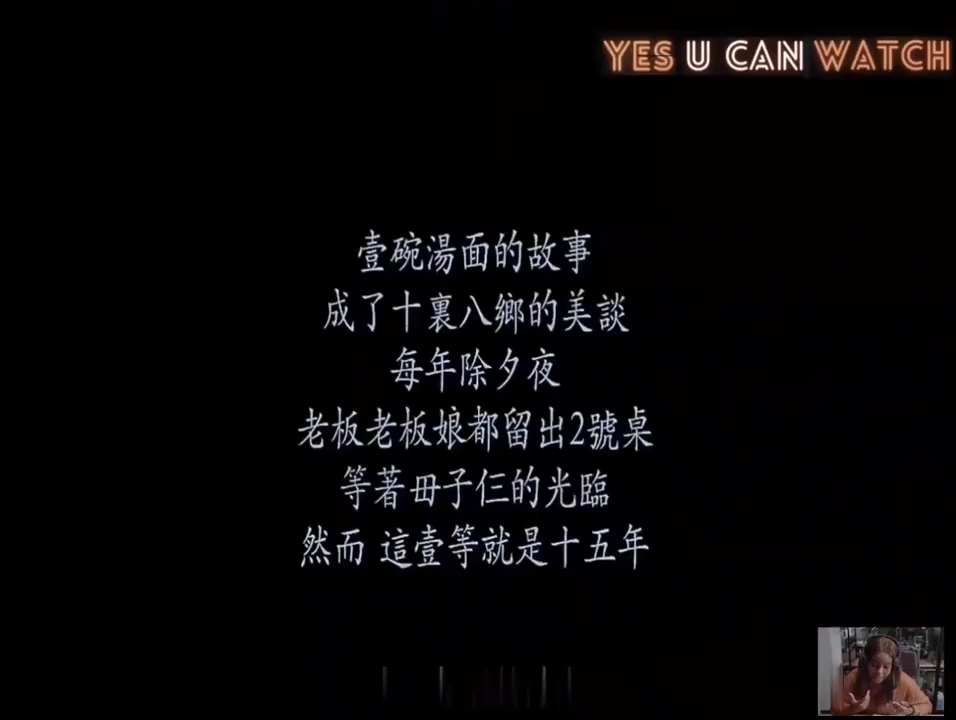 YES U CAN WATCH
壹碗湯面的故事
成了十裏八鄉的美談
每年除夕夜
老板老板娘都留出2號桌
等著毌子仨的光臨
然而 這壹等就是十五年